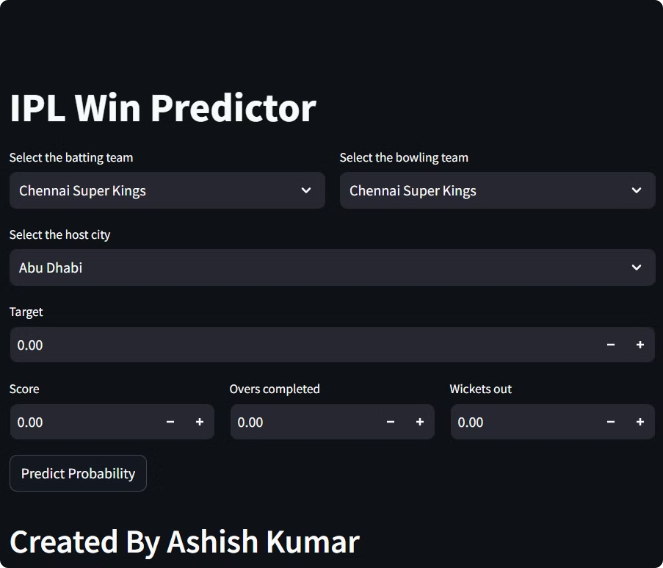 IPL Win Predictor
Select the batting team Select the bowling team
Chennai Super Kings Chennai Super Kings
Select the host city
Abu Dhabi
Target
0.00 − +
Score Overs completed Wickets out
0.00 − + 0.00 − + 0.00 − +
Predict Probability
Created By Ashish Kumar